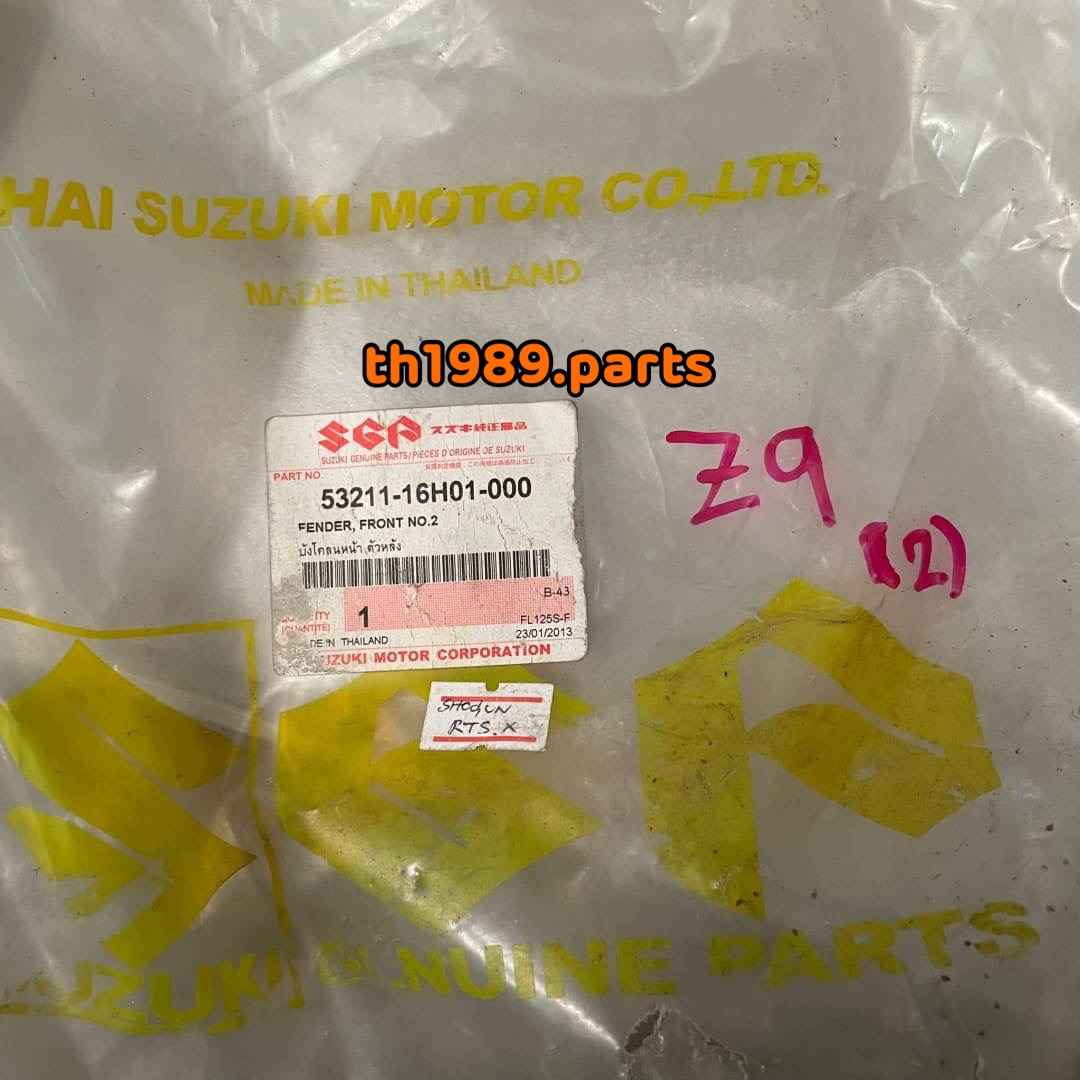 HAI SUZUKI MOTOR CO.,LTD.
MADE IN THAILAND
th1989.parts
SGP スズキ純正部品
SUZUKI GENUINE PARTS/PIÈCES D'ORIGINE DE SUZUKI
PART NO.
53211-16H01-000
FENDER, FRONT NO.2
บังโคลนหน้า ตัวหลัง
B-43
1
FL125S-F
DE IN THAILAND
23/01/2013
UZUKI MOTOR CORPORATION
Z9
(2)
SHOGUN
RTS.X
SGP
SUZUKI GENUINE PARTS